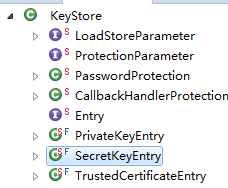 C KeyStore
I S LoadStoreParameter
I S ProtectionParameter
C S PasswordProtection
C S CallbackHandlerProtection
I S Entry
C S F PrivateKeyEntry
C S F SecretKeyEntry
C S F TrustedCertificateEntry